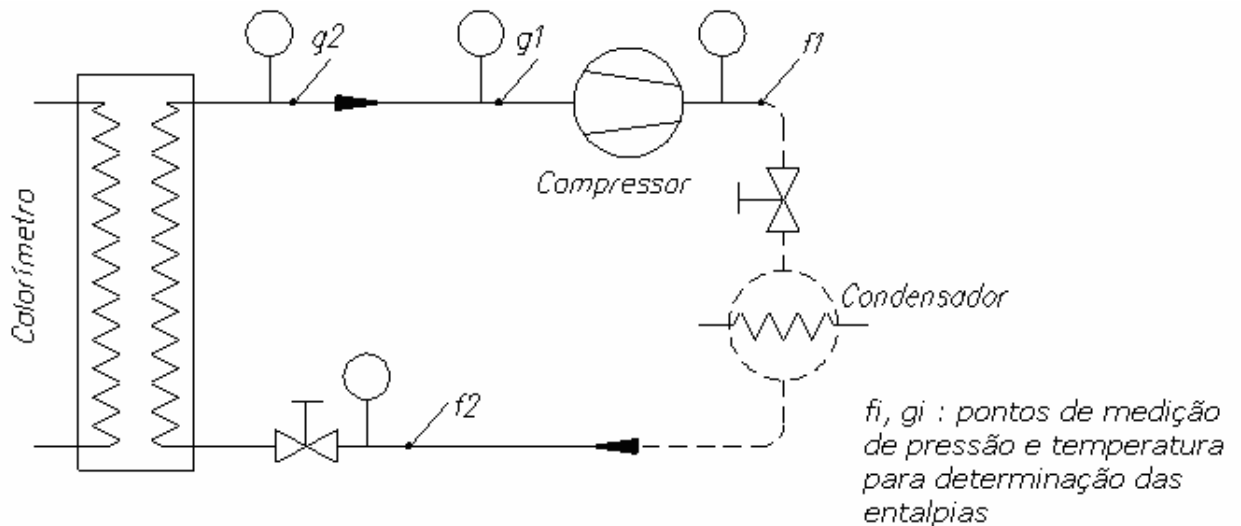 g2
g1
f1
Compressor
Calorímetro
Condensador
f2
fi, gi : pontos de medição
de pressão e temperatura
para determinação das
entalpias